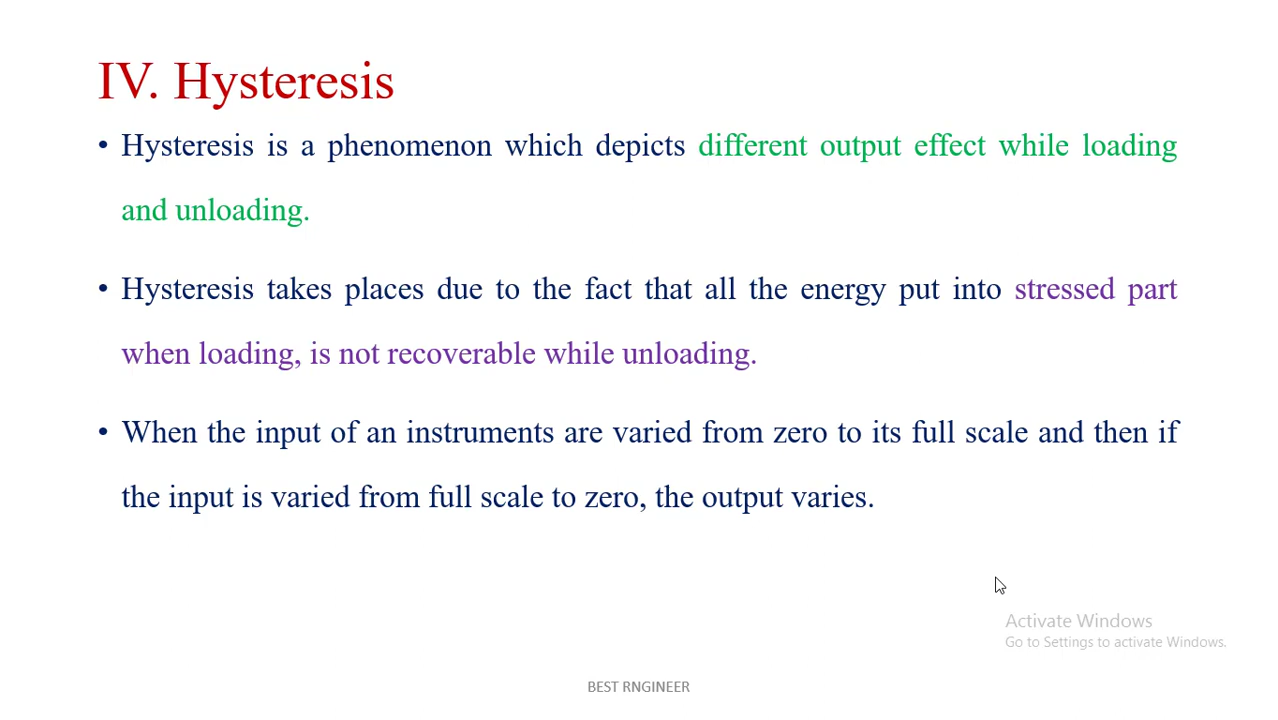 IV. Hysteresis
• Hysteresis is a phenomenon which depicts different output effect while loading
and unloading.
• Hysteresis takes places due to the fact that all the energy put into stressed part
when loading, is not recoverable while unloading.
• When the input of an instruments are varied from zero to its full scale and then if
the input is varied from full scale to zero, the output varies.
Activate Windows
Go to Settings to activate Windows.
BEST RNGINEER